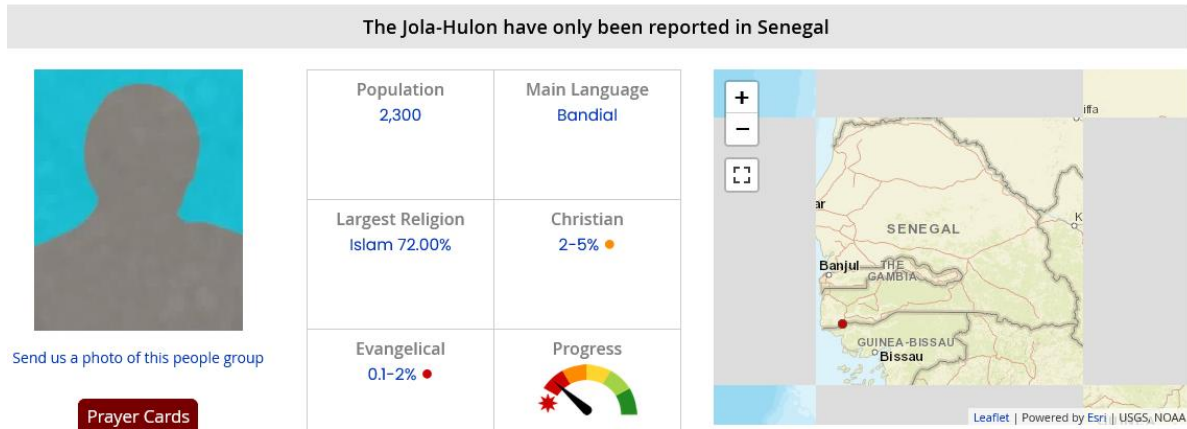 The Jola-Hulon have only been reported in Senegal
Population
2,300
Main Language
Bandial
Largest Religion
Islam 72.00%
Christian
2-5%
Evangelical
0.1-2%
Progress
Send us a photo of this people group
Prayer Cards
+
−
iffa
ar
SENEGAL
K
Banjul
THE
GAMBIA
GUINEA-BISSAU
Bissau
Leaflet | Powered by Esri | USGS, NOAA